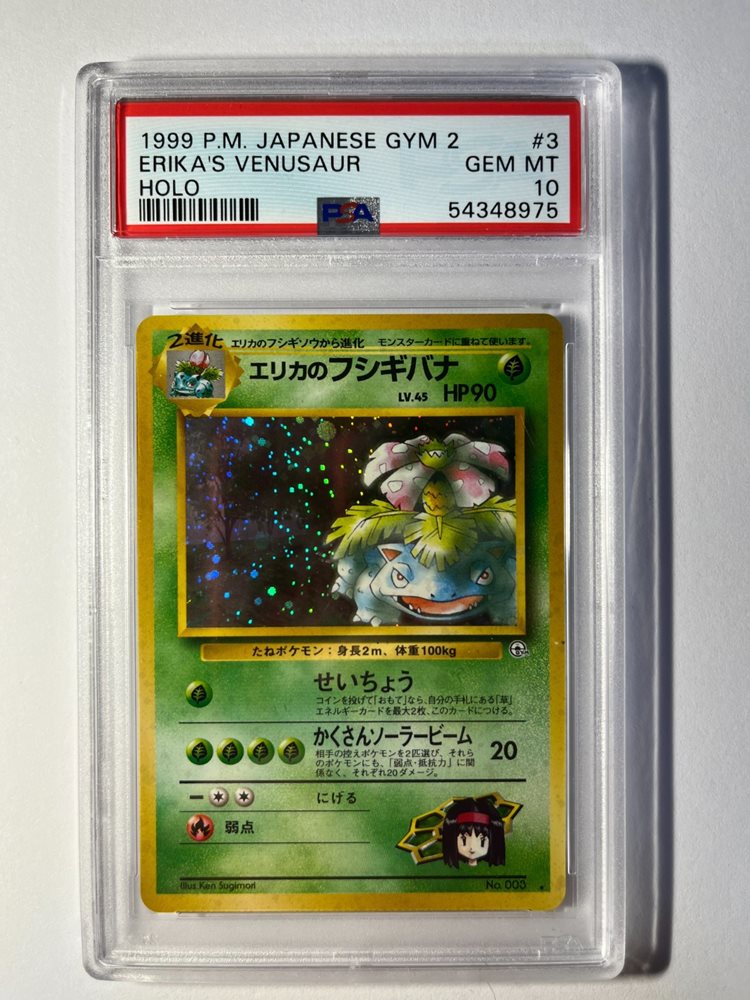 1999 P.M. JAPANESE GYM 2 #3
ERIKA'S VENUSAUR GEM MT
HOLO 10
PSA 54348975
2進化 エリカのフシギソウから進化 モンスターカードに重ねて使います。
エリカのフシギバナ
LV.45 HP90
たねポケモン：身長2m、体重100kg
せいちょう
コインを投げて「おもて」なら、自分の手札にある「草」
エネルギーカードを最大2枚、このカードにつける。
かくさんソーラービーム 20
相手の控えポケモンを2匹選び、それら
のポケモンにも、「弱点・抵抗力」に関
係なく、それぞれ20ダメージ。
にげる
弱点
Illus. Ken Sugimori No. 003